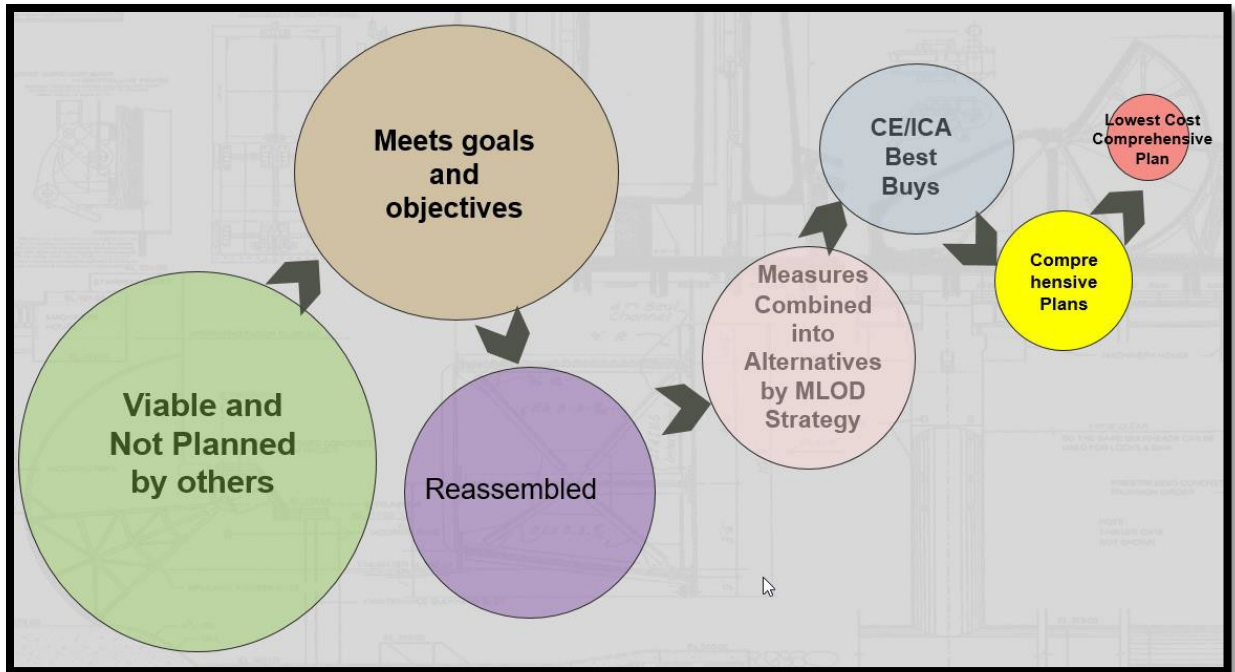 Viable and
Not Planned
by others
Meets goals
and
objectives
Reassembled
Measures
Combined
into
Alternatives
by MLOD
Strategy
CE/ICA
Best
Buys
Compre
hensive
Plans
Lowest Cost
Comprehensive
Plan